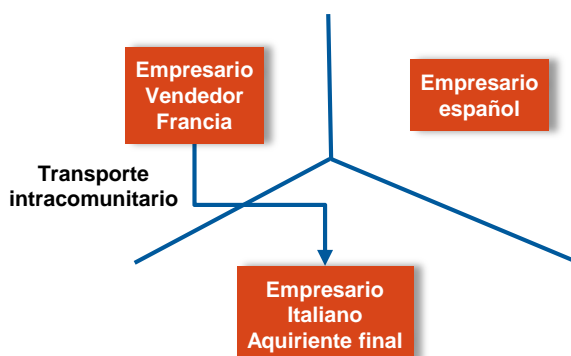 Empresario
Vendedor
Francia
Empresario
español
Transporte
intracomunitario
Empresario
Italiano
Aquiriente final